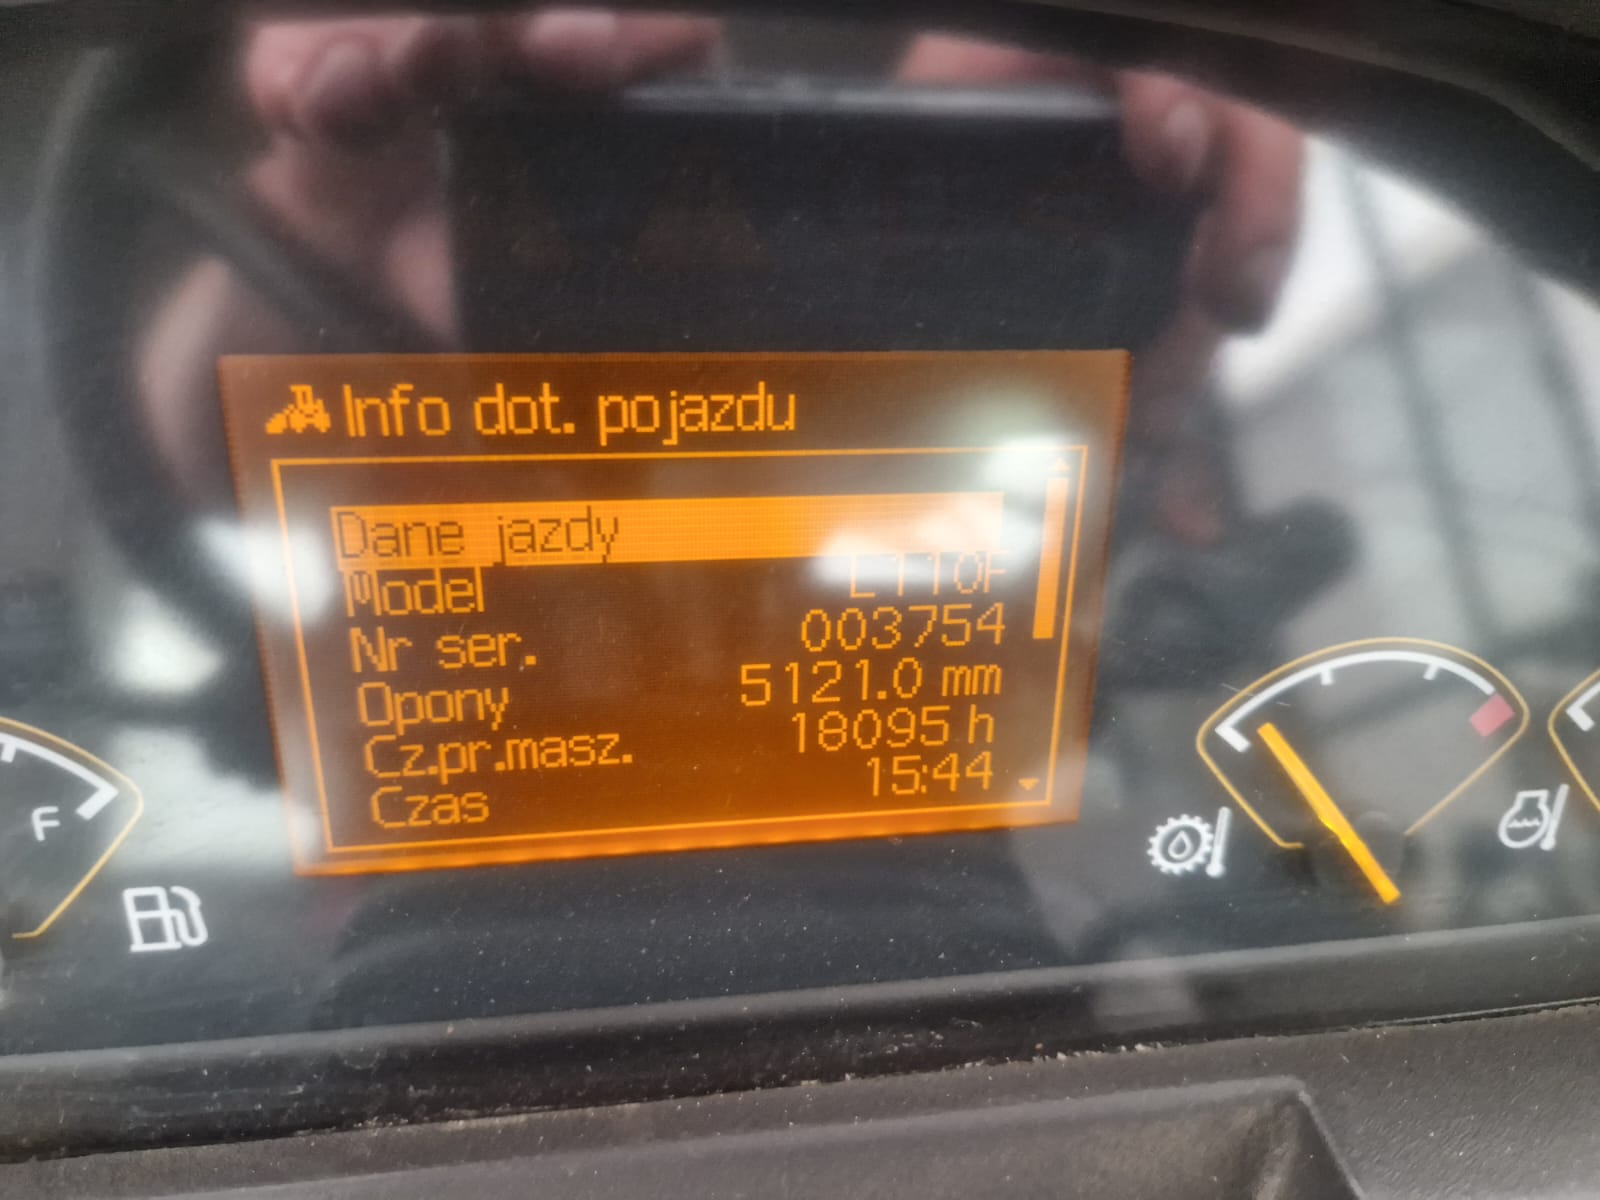 Info dot. pojazdu
Dane jazdy
Model L110F
Nr ser. 003754
Opony 5121.0 mm
Cz.pr.masz. 18095 h
Czas 15:44
F